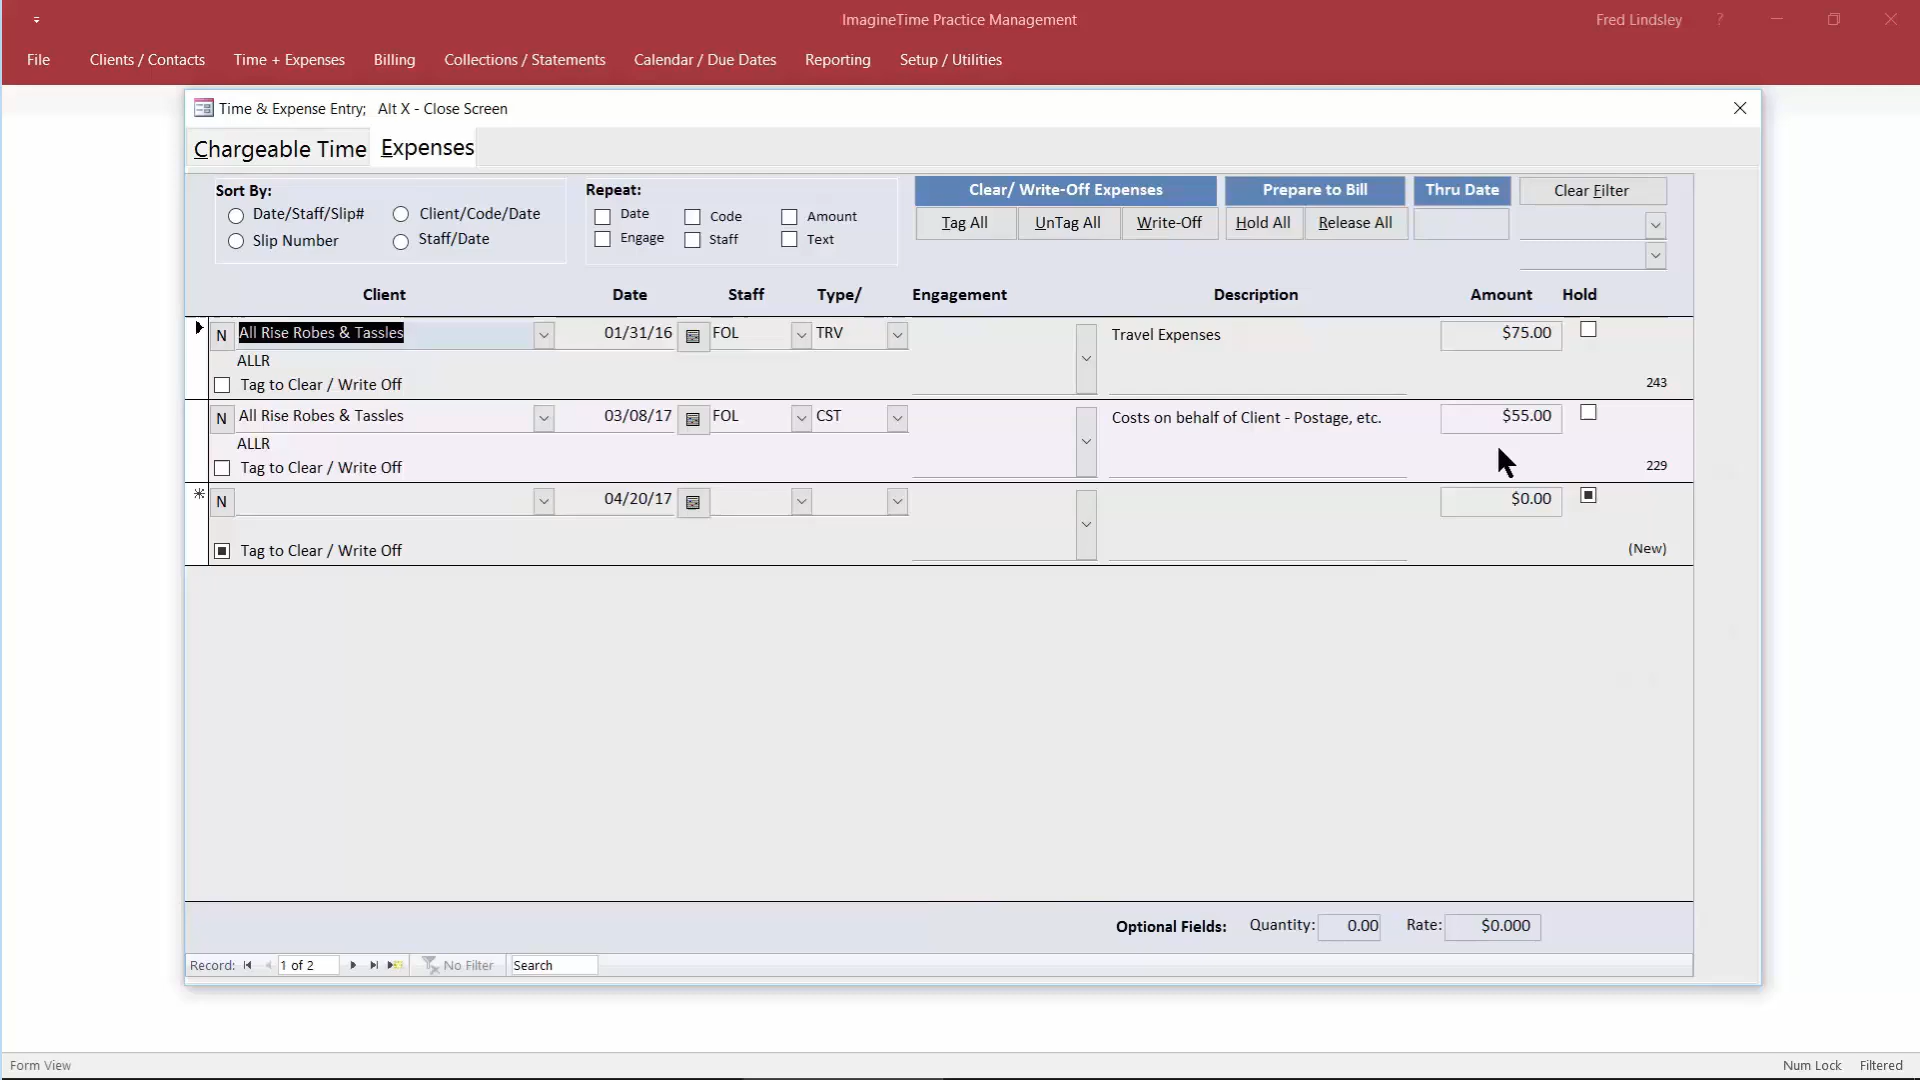 ImagineTime Practice Management
Fred Lindsley ?
File Clients / Contacts Time + Expenses Billing Collections / Statements Calendar / Due Dates Reporting Setup / Utilities
Time & Expense Entry; Alt X - Close Screen
Chargeable Time Expenses
Sort By: Repeat: Clear/ Write-Off Expenses Prepare to Bill Thru Date Clear Filter
Date/Staff/Slip# Client/Code/Date Date Code Amount Tag All UnTag All Write-Off Hold All Release All
Slip Number Staff/Date Engage Staff Text
Client Date Staff Type/ Engagement Description Amount Hold
N All Rise Robes & Tassles 01/31/16 FOL TRV Travel Expenses $75.00
ALLR
Tag to Clear / Write Off 243
N All Rise Robes & Tassles 03/08/17 FOL CST Costs on behalf of Client - Postage, etc. $55.00
ALLR
Tag to Clear / Write Off 229
N 04/20/17 $0.00
Tag to Clear / Write Off (New)
Optional Fields: Quantity: 0.00 Rate: $0.000
Record: 1 of 2 No Filter Search
Form View Num Lock Filtered